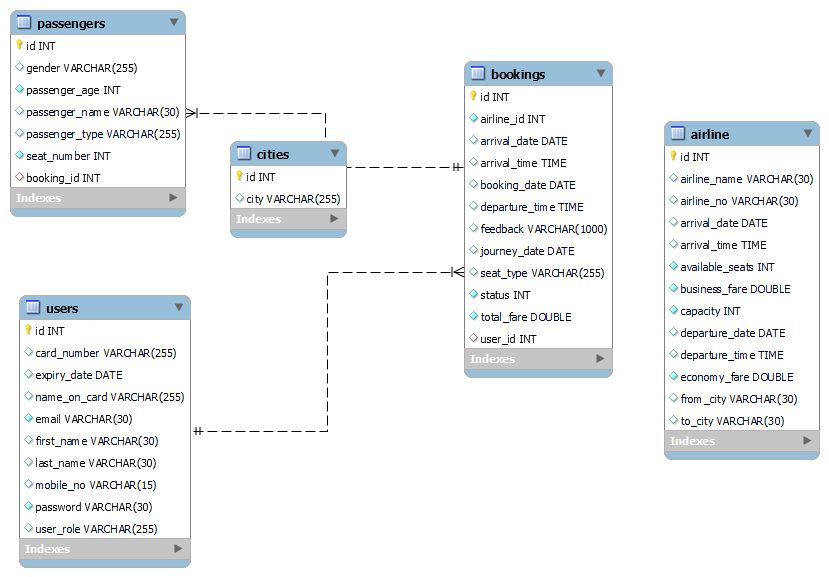 passengers
id INT
gender VARCHAR(255)
passenger_age INT
passenger_name VARCHAR(30)
passenger_type VARCHAR(255)
seat_number INT
booking_id INT
Indexes
cities
id INT
city VARCHAR(255)
Indexes
bookings
id INT
airline_id INT
arrival_date DATE
arrival_time TIME
booking_date DATE
departure_time TIME
feedback VARCHAR(1000)
journey_date DATE
seat_type VARCHAR(255)
status INT
total_fare DOUBLE
user_id INT
Indexes
airline
id INT
airline_name VARCHAR(30)
airline_no VARCHAR(30)
arrival_date DATE
arrival_time TIME
available_seats INT
business_fare DOUBLE
capacity INT
departure_date DATE
departure_time TIME
economy_fare DOUBLE
from_city VARCHAR(30)
to_city VARCHAR(30)
Indexes
users
id INT
card_number VARCHAR(255)
expiry_date DATE
name_on_card VARCHAR(255)
email VARCHAR(30)
first_name VARCHAR(30)
last_name VARCHAR(30)
mobile_no VARCHAR(15)
password VARCHAR(30)
user_role VARCHAR(255)
Indexes